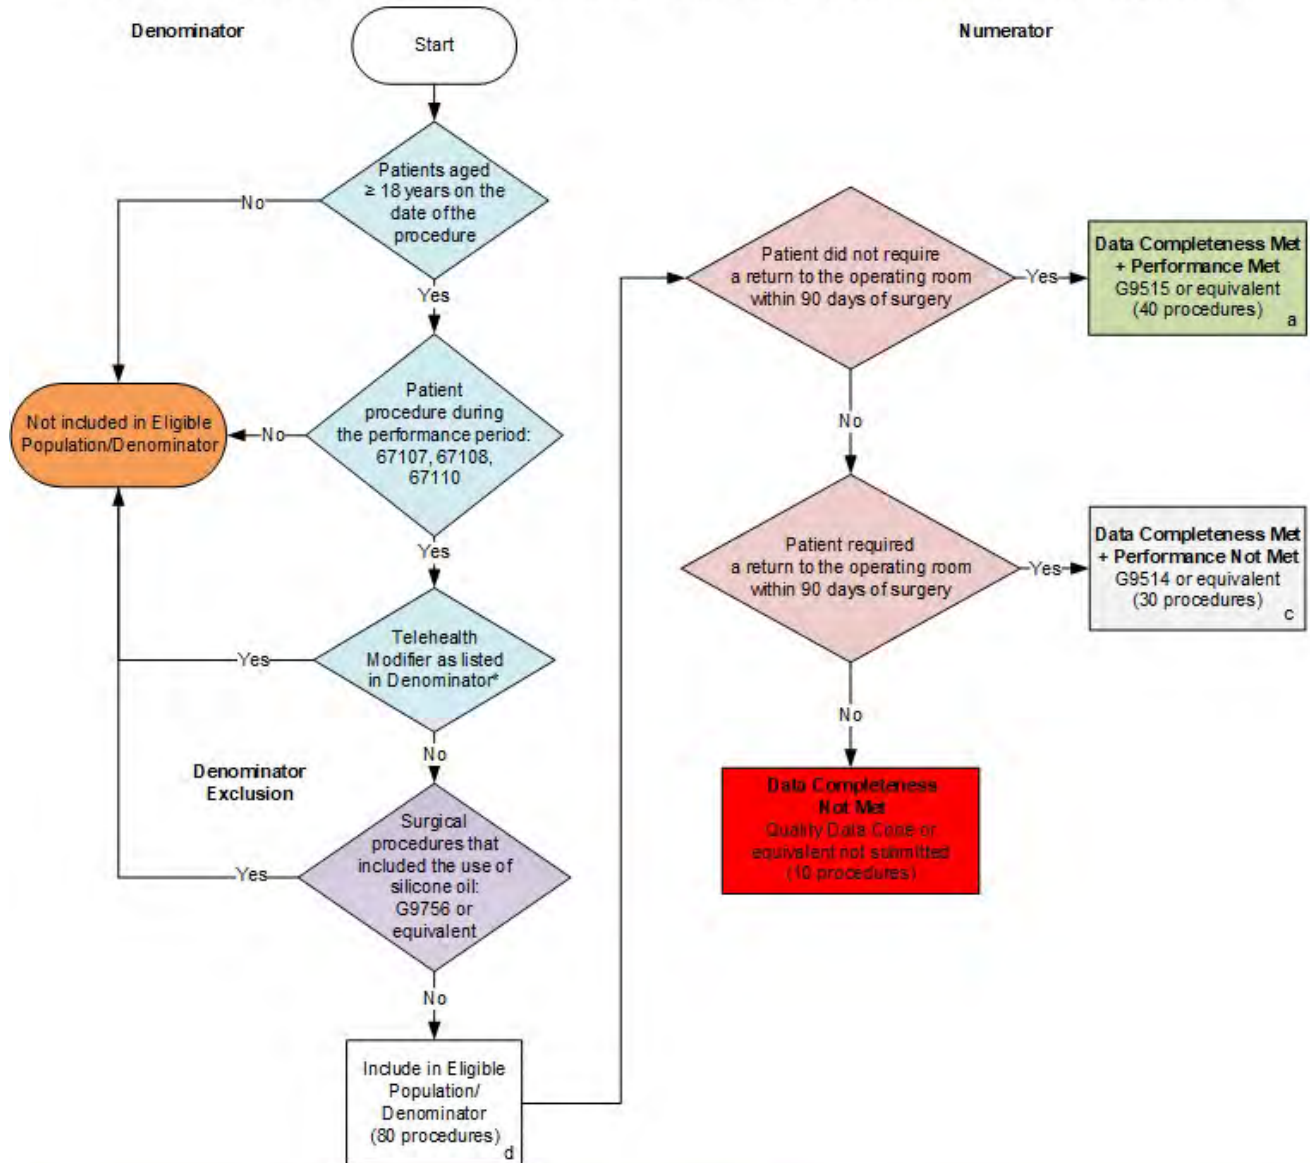 Denominator
Start
Numerator
Patients aged
≥ 18 years on the
date of the
procedure
No
Yes
Patient
procedure during
the performance period:
67107, 67108,
67110
No
Not included in Eligible
Population/Denominator
Yes
Telehealth
Modifier as listed
in Denominator*
Yes
No
Denominator
Exclusion
Surgical
procedures that
included the use of
silicone oil:
G9756 or
equivalent
Yes
No
Include in Eligible
Population/
Denominator
(80 procedures)
d
Patient did not require
a return to the operating room
within 90 days of surgery
Yes
Data Completeness Met
+ Performance Met
G9515 or equivalent
(40 procedures)
a
No
Patient required
a return to the operating room
within 90 days of surgery
Yes
Data Completeness Met
+ Performance Not Met
G9514 or equivalent
(30 procedures)
c
No
Data Completeness
Not Met
Quality Data Code or
equivalent not submitted
(10 procedures)